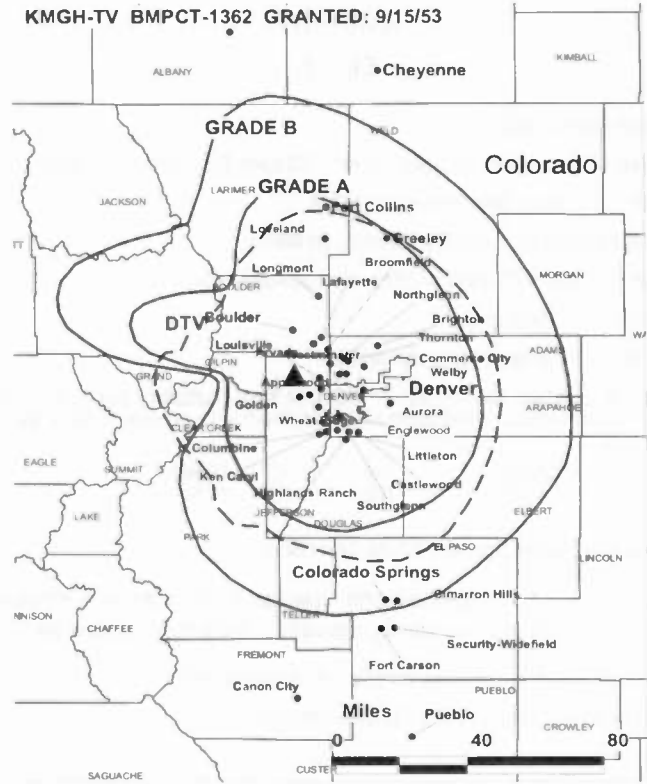 KMGH-TV BMPCT-1362 GRANTED: 9/15/53
ALBANY
Cheyenne
KIMBALL
GRADE B
WELD
Colorado
GRADE A
LARIMER
JACKSON
Fort Collins
Loveland
Greeley
Broomfield
Longmont
Lafayette
MORGAN
BOULDER
Northglenn
DTV
Boulder
Brighton
Louisville
Thornton
ADAMS
GILPIN
Commerce City
GRAND
Welby
Denver
DENVER
Golden
Aurora
ARAPAHOE
Wheat
CLEAR CREEK
Englewood
Columbine
EAGLE
Littleton
SUMMIT
Ken Caryl
Castlewood
Highlands Ranch
LAKE
JEFFERSON
Southglenn
ELBERT
DOUGLAS
PARK
EL PASO
LINCOLN
Colorado Springs
Cimarron Hills
NNISON
TELLER
CHAFFEE
Security-Widefield
FREMONT
Fort Carson
Canon City
PUEBLO
Miles
Pueblo
CROWLEY
0 40 80
CUSTER
SAGUACHE